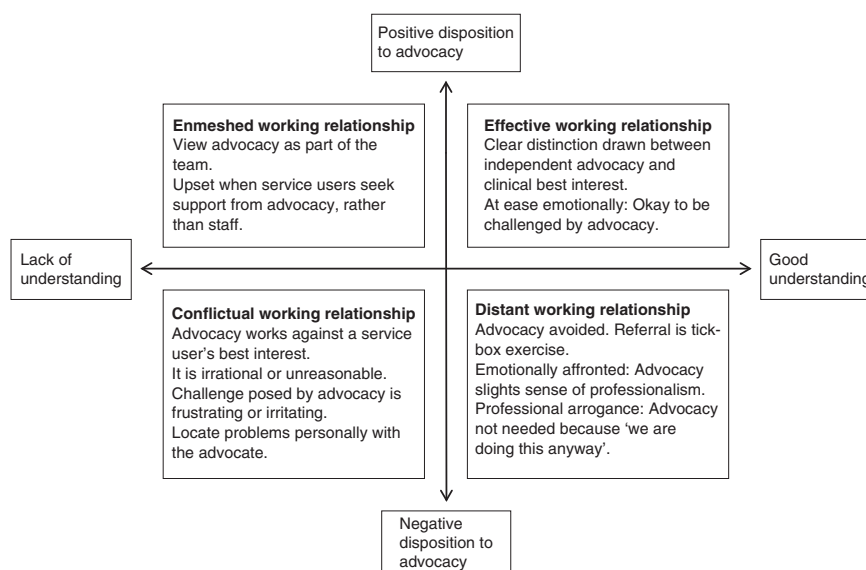 Positive disposition
to advocacy
Enmeshed working relationship
View advocacy as part of the
team.
Upset when service users seek
support from advocacy, rather
than staff.
Effective working relationship
Clear distinction drawn between
independent advocacy and
clinical best interest.
At ease emotionally: Okay to be
challenged by advocacy.
Lack of
understanding
Good
understanding
Conflictual working relationship
Advocacy works against a service
user's best interest.
It is irrational or unreasonable.
Challenge posed by advocacy is
frustrating or irritating.
Locate problems personally with
the advocate.
Distant working relationship
Advocacy avoided. Referral is tick-
box exercise.
Emotionally affronted: Advocacy
slights sense of professionalism.
Professional arrogance: Advocacy
not needed because ‘we are
doing this anyway’.
Negative
disposition to
advocacy